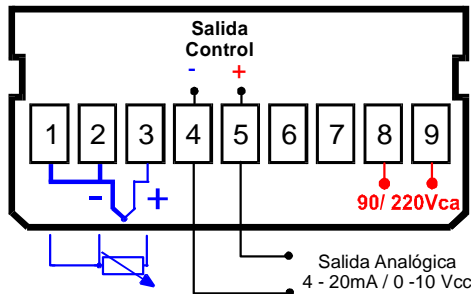 Salida
Control
- +
1 2 3 4 5 6 7 8 9
- +
90/ 220Vca
Salida Analógica
4 - 20mA / 0 -10 Vcc